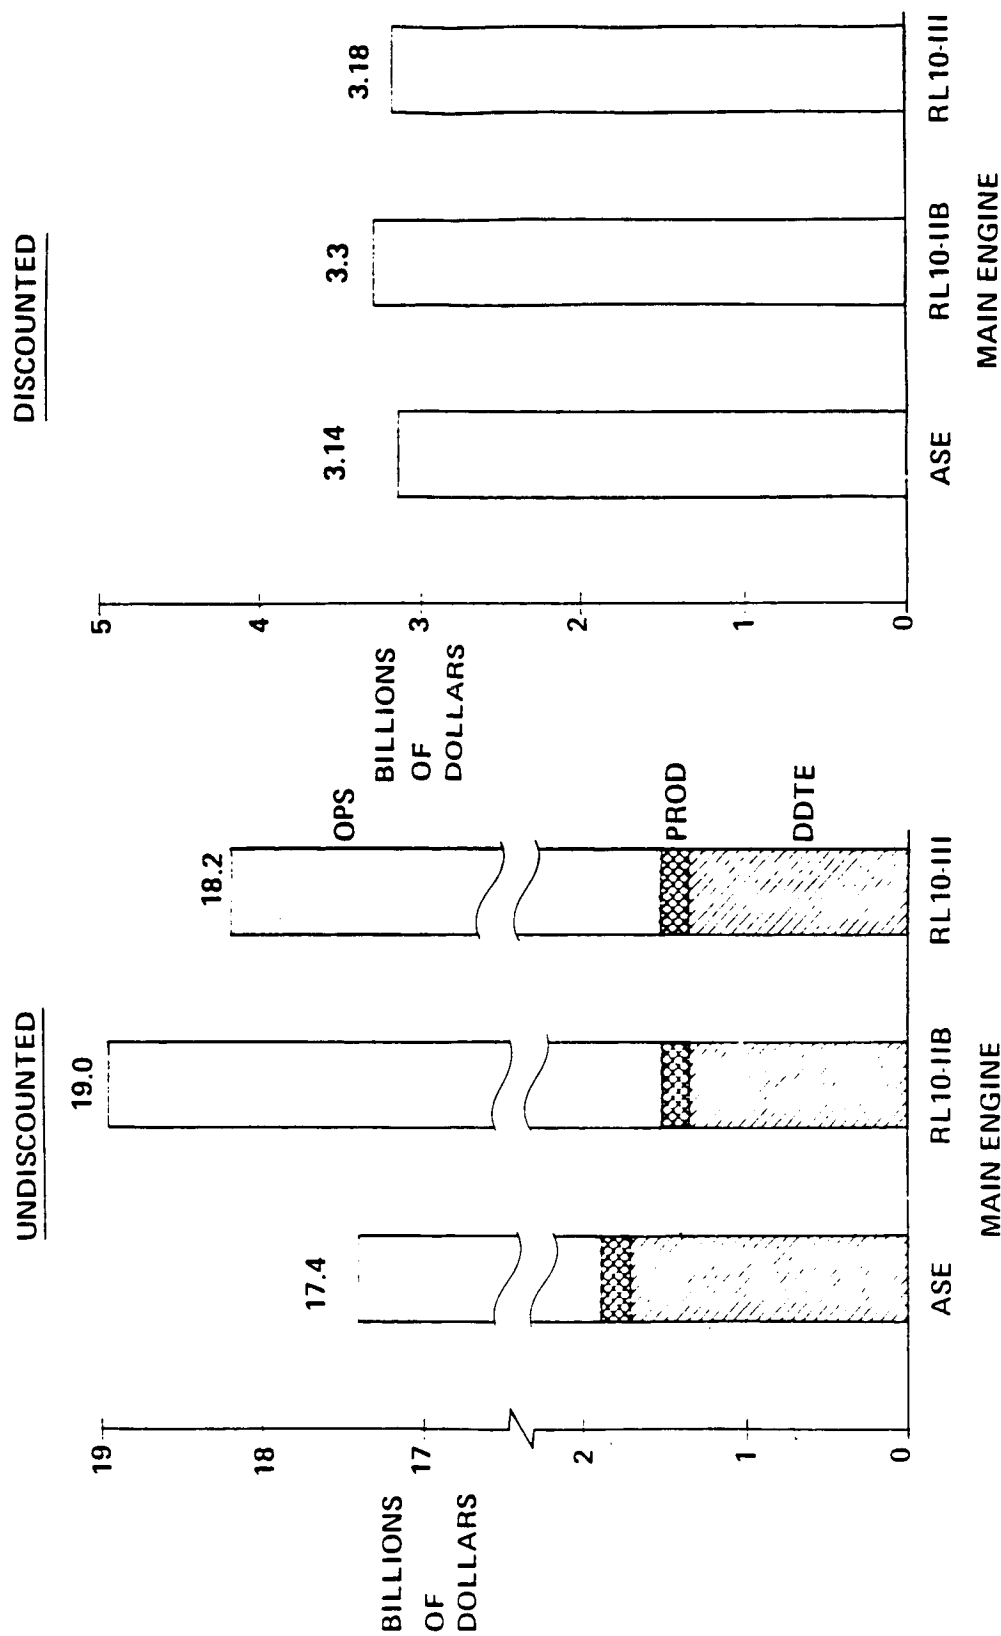 UNDISCOUNTED
19
18
17
2
1
0
BILLIONS
OF
DOLLARS
17.4
19.0
18.2
OPS
PROD
DDTE
ASE
RL10-IIB
RL10-III
MAIN ENGINE
DISCOUNTED
5
4
3
2
1
0
BILLIONS
OF
DOLLARS
3.14
3.3
3.18
ASE
RL10-IIB
RL10-III
MAIN ENGINE